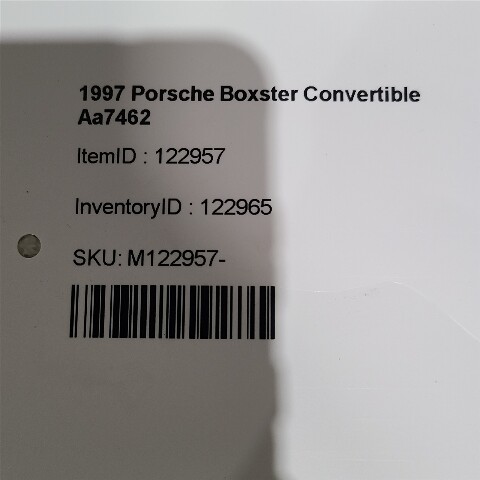 1997 Porsche Boxster Convertible
Aa7462
ItemID : 122957
InventoryID : 122965
SKU: M122957-